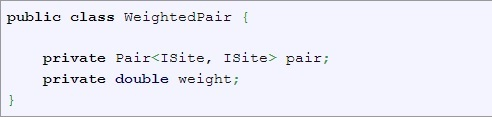 public class WeightedPair {
    private Pair<ISite, ISite> pair;
    private double weight;
}